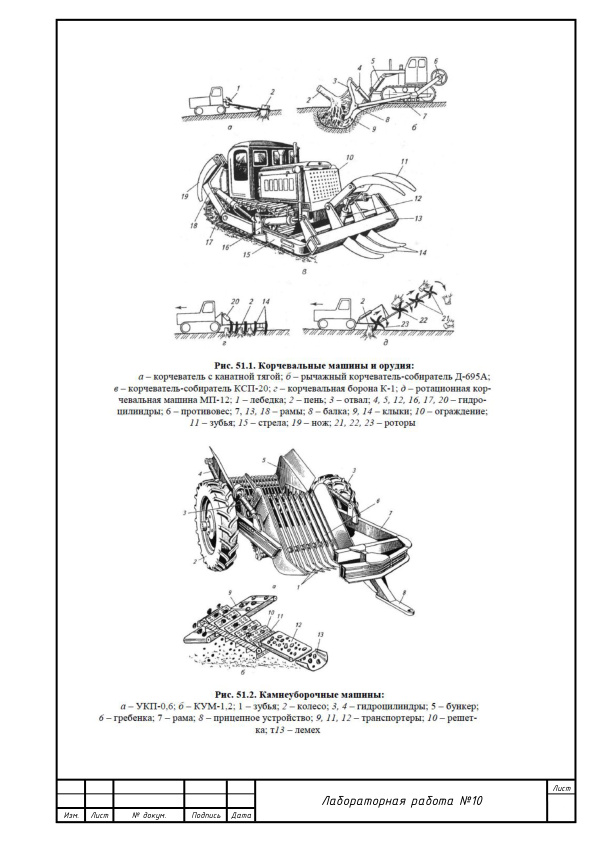 1
2
а
2
3
4
5
6
7
8
9
б
10
11
12
13
14
15
16
17
18
19
в
20
2
14
г
2
21
22
23
д
Рис. 51.1. Корчевальные машины и орудия:
а – корчеватель с канатной тягой; б – рычажный корчеватель-собиратель Д-695А;
в – корчеватель-собиратель КСП-20; г – корчевальная борона К-1; д – ротационная кор-
чевальная машина МП-12; 1 – лебедка; 2 – пень; 3 – отвал; 4, 5, 12, 16, 17, 20 – гидро-
цилиндры; 6 – противовес; 7, 13, 18 – рамы; 8 – балка; 9, 14 – клыки; 10 – ограждение;
11 – зубья; 15 – стрела; 19 – нож; 21, 22, 23 – роторы
4
5
3
6
7
3
2
1
8
а
9
10
11
12
13
б
Рис. 51.2. Камнеуборочные машины:
а – УКП-0,6; б – КУМ-1,2; 1 – зубья; 2 – колесо; 3, 4 – гидроцилиндры; 5 – бункер;
6 – гребенка; 7 – рама; 8 – прицепное устройство; 9, 11, 12 – транспортеры; 10 – решет-
ка; т13 – лемех
Лабораторная работа №10
Лист
Изм. Лист № докум. Подпись Дата